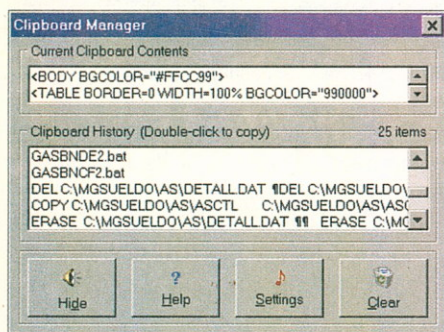 Clipboard Manager
Current Clipboard Contents
<BODY BGCOLOR="#FFCC99">
<TABLE BORDER=0 WIDTH=100% BGCOLOR="990000">
Clipboard History (Double-click to copy) 25 items
GASBNDE2.bat
GASBNCF2.bat
DEL C:\MGSUELDO\AS\DETALL.DAT ¶DEL C:\MGSUELDO\
COPY C:\MGSUELDO\AS\ASCTL C:\MGSUELDO\AS\ASC
ERASE C:\MGSUELDO\AS\DETALL.DAT ¶¶ ERASE C:\MG
Hide
Help
Settings
Clear